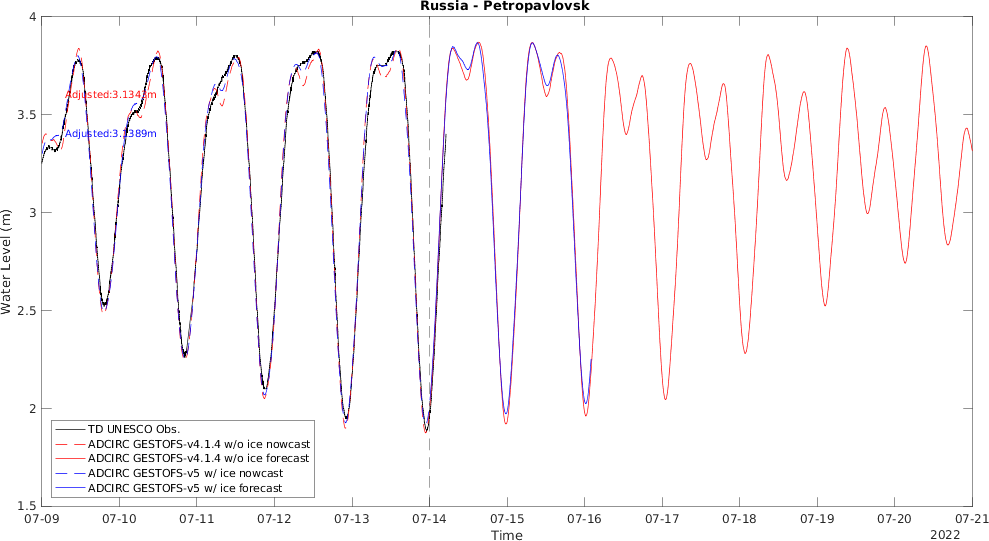 Russia - Petropavlovsk
4
3.5
3
2.5
2
1.5
Water Level (m)
Adjusted:3.1341m
Adjusted:3.1389m
TD UNESCO Obs.
ADCIRC GESTOFS-v4.1.4 w/o ice nowcast
ADCIRC GESTOFS-v4.1.4 w/o ice forecast
ADCIRC GESTOFS-v5 w/ ice nowcast
ADCIRC GESTOFS-v5 w/ ice forecast
07-09 07-10 07-11 07-12 07-13 07-14 07-15 07-16 07-17 07-18 07-19 07-20 07-21
Time
2022